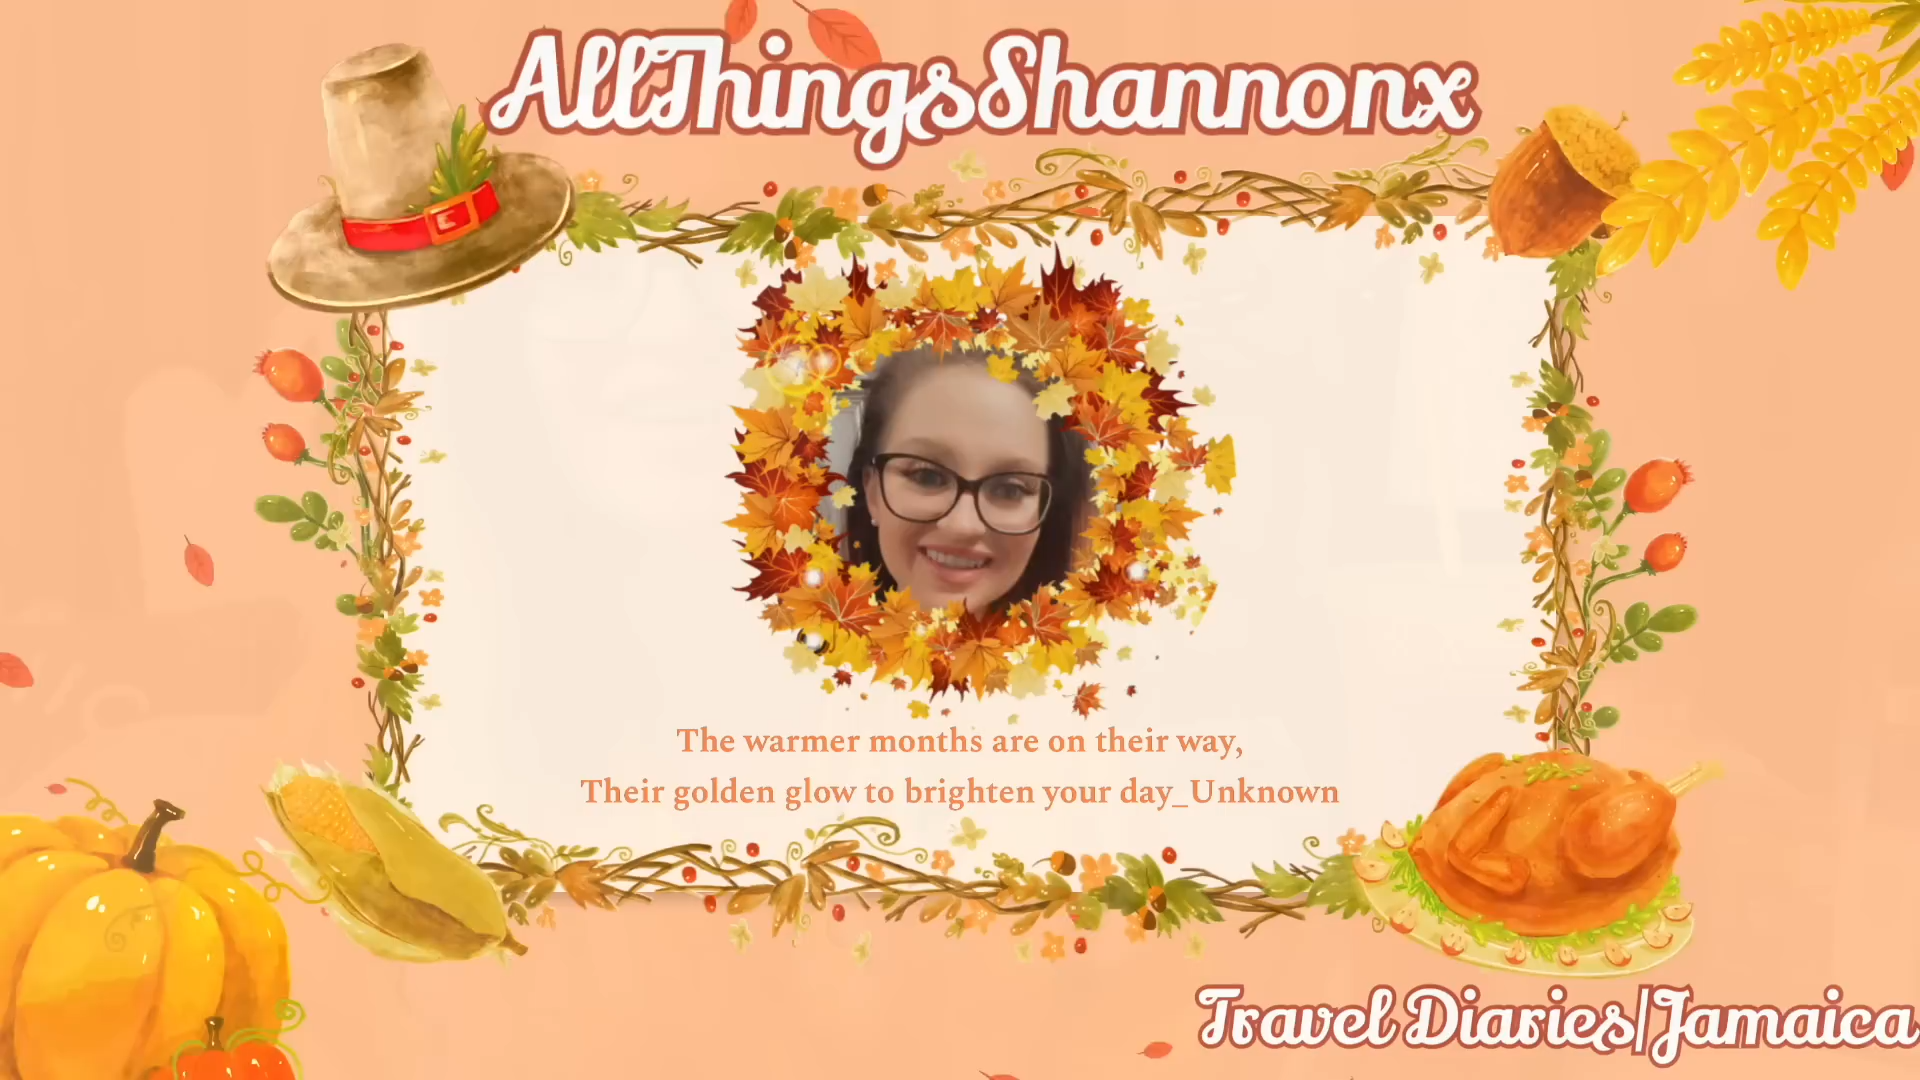 AllThingsShannonx
The warmer months are on their way,
Their golden glow to brighten your day_Unknown
Travel Diaries|Jamaica